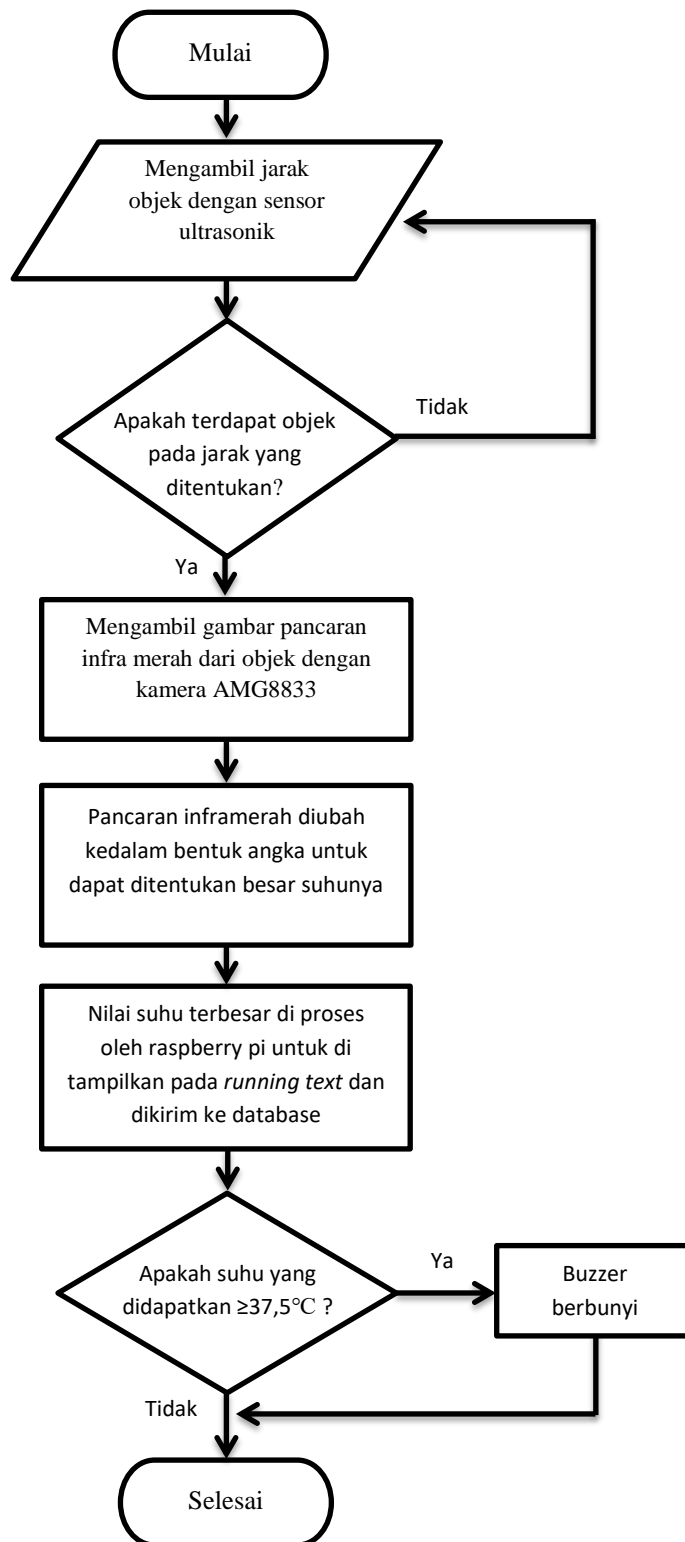 Mulai
Mengambil jarak
objek dengan sensor
ultrasonik
Apakah terdapat objek
pada jarak yang
ditentukan?
Tidak
Ya
Mengambil gambar pancaran
infra merah dari objek dengan
kamera AMG8833
Pancaran inframerah diubah
kedalam bentuk angka untuk
dapat ditentukan besar suhunya
Nilai suhu terbesar di proses
oleh raspberry pi untuk di
tampilkan pada running text dan
dikirim ke database
Apakah suhu yang
didapatkan ≥37,5℃ ?
Ya
Buzzer
berbunyi
Tidak
Selesai